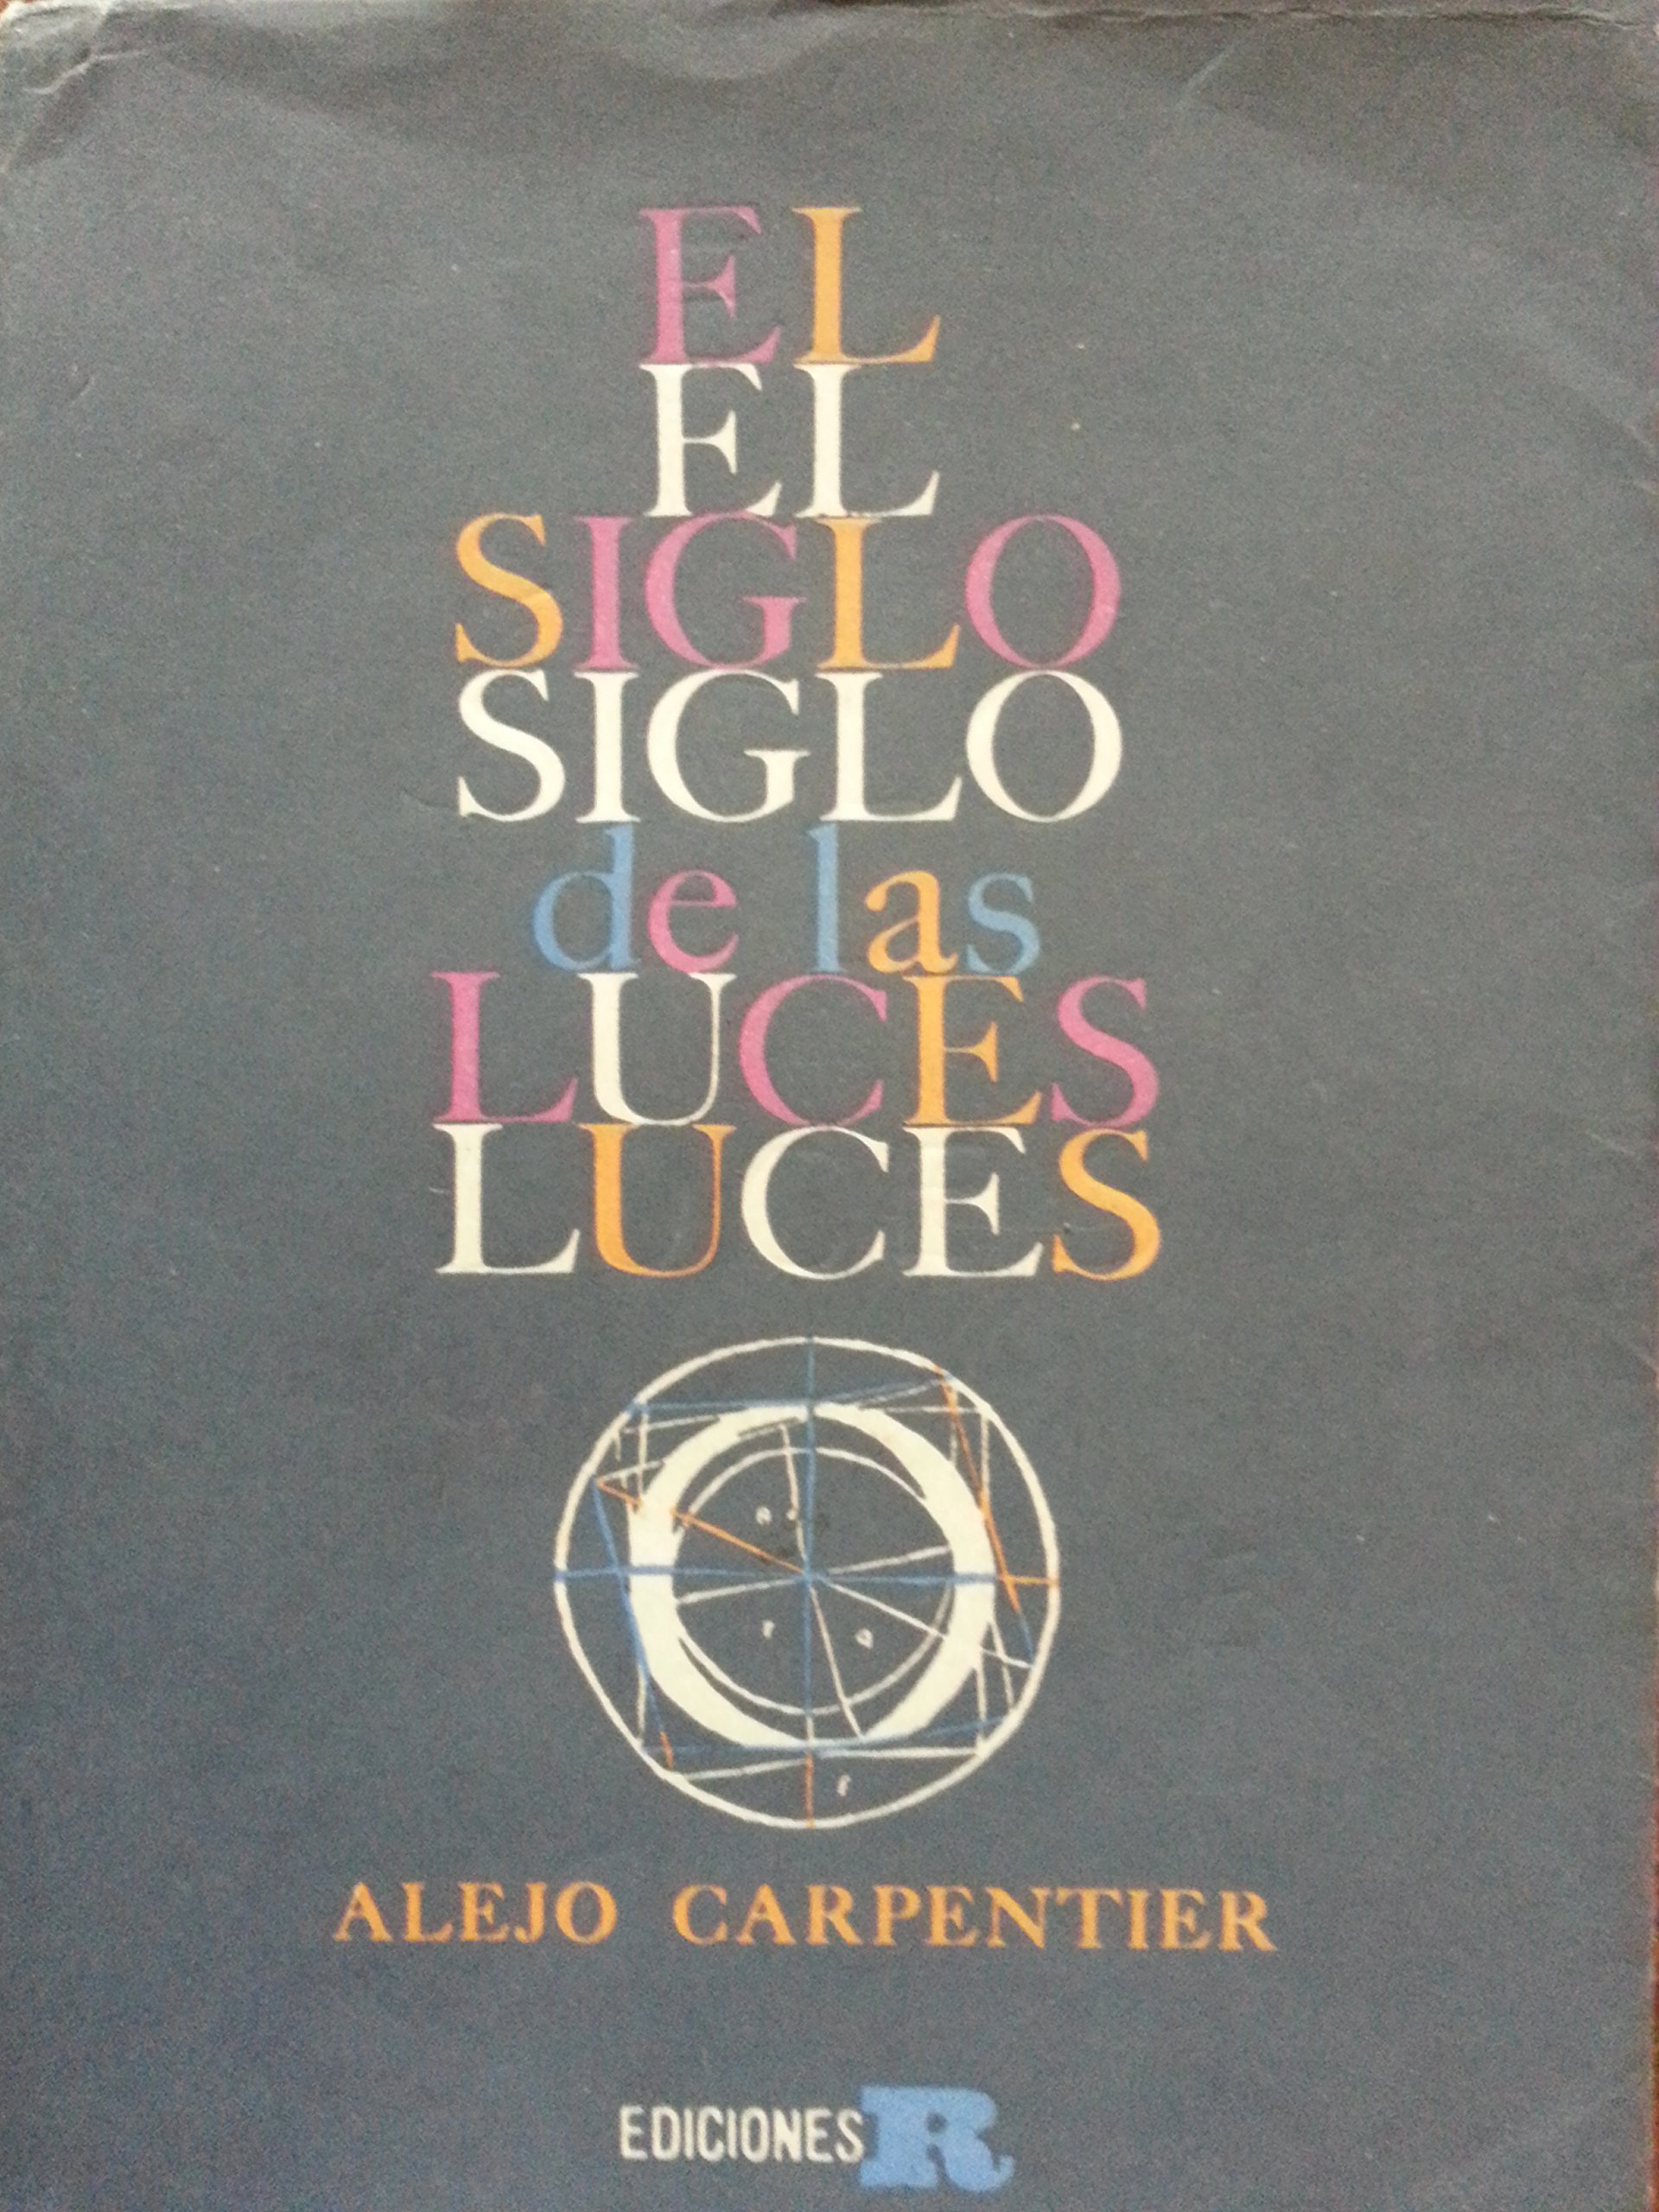 EL
EL
SIGLO
SIGLO
de las
LUCES
LUCES
ALEJO CARPENTIER
EDICIONES R